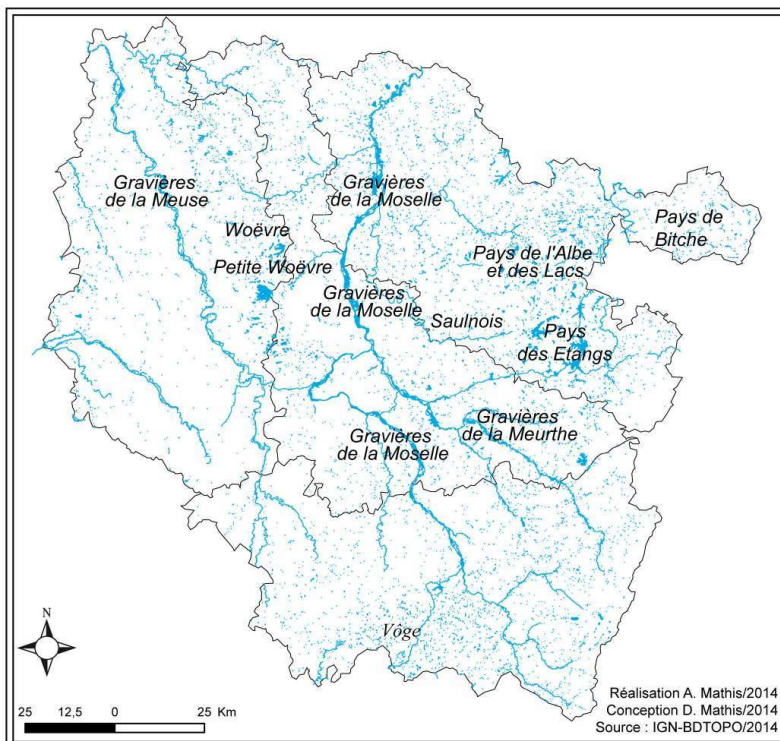 Gravières
de la Meuse
Gravières
de la Moselle
Pays de
Bitche
Woëvre
Petite Woëvre
Pays de l'Albe
et des Lacs
Gravières
de la Moselle
Saulnois
Pays
des Etangs
Gravières
de la Moselle
Gravières
de la Meurthe
Vôge
N
25 12,5 0 25 Km
Réalisation A. Mathis/2014
Conception D. Mathis/2014
Source : IGN-BDTOPO/2014